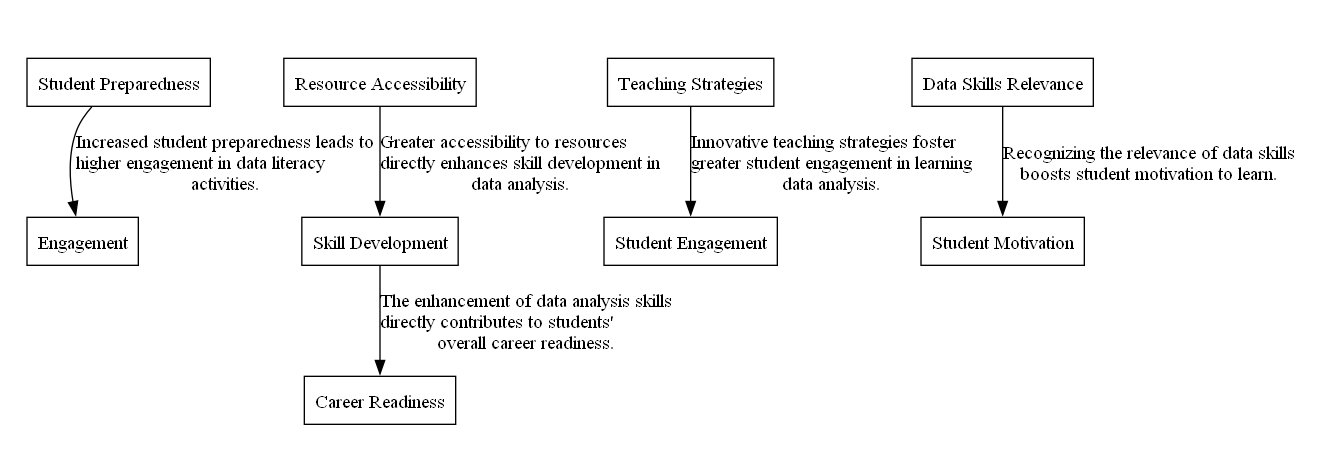 Student Preparedness
Resource Accessibility
Teaching Strategies
Data Skills Relevance
Increased student preparedness leads to
higher engagement in data literacy
activities.
Greater accessibility to resources
directly enhances skill development in
data analysis.
Innovative teaching strategies foster
greater student engagement in learning
data analysis.
Recognizing the relevance of data skills
boosts student motivation to learn.
Engagement
Skill Development
Student Engagement
Student Motivation
The enhancement of data analysis skills
directly contributes to students'
overall career readiness.
Career Readiness